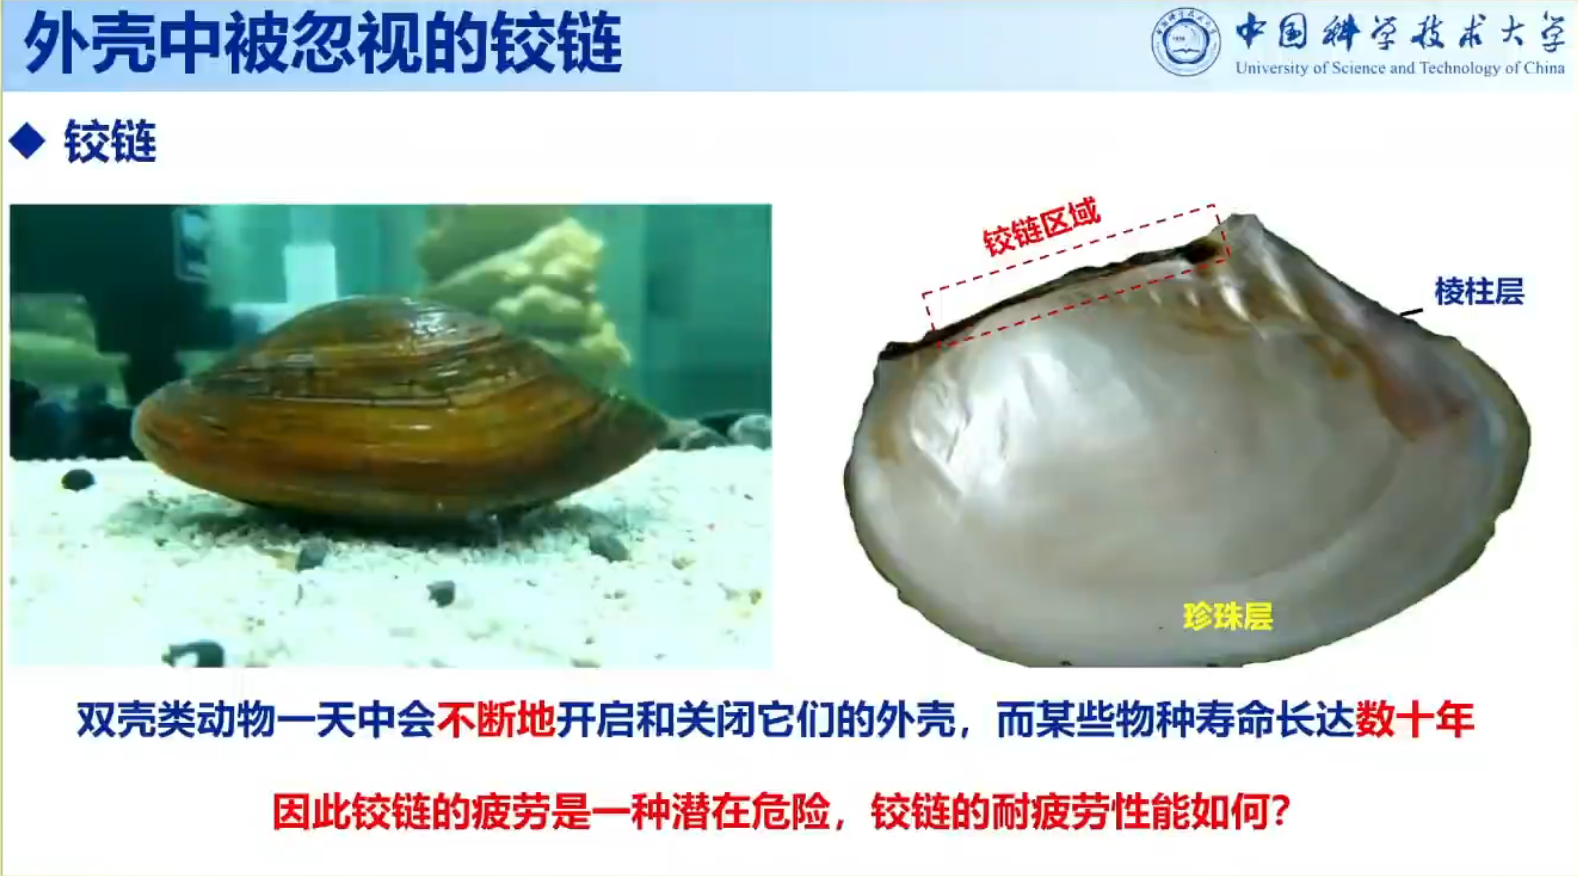 外壳中被忽视的铰链
中国科学技术大学
University of Science and Technology of China
铰链
铰链区域
棱柱层
珍珠层
双壳类动物一天中会不断地开启和关闭它们的外壳，而某些物种寿命长达数十年
因此铰链的疲劳是一种潜在危险，铰链的耐疲劳性能如何？